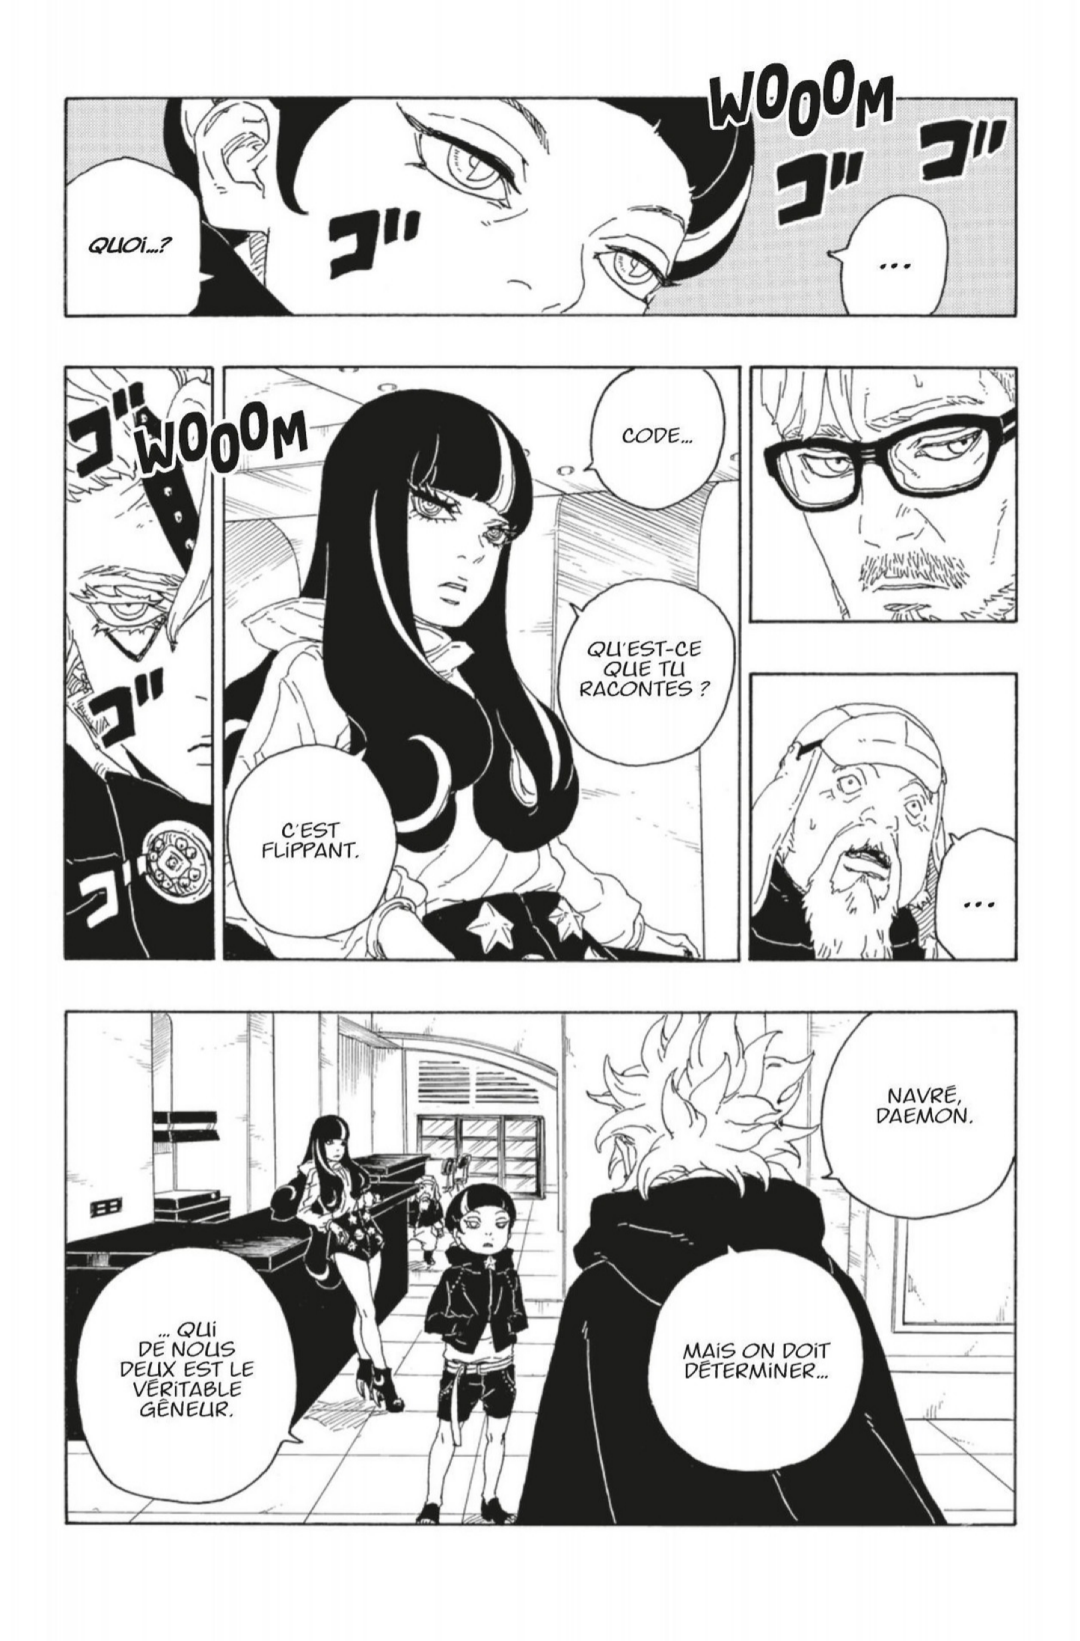 WOOOM
ゴ
ゴ
ゴ
QUOI...?
...
ゴ
WOOOM
ゴ
ゴ
CODE...
QU'EST-CE
QUE TU
RACONTES ?
C'EST
FLIPPANT.
...
NAVRÉ,
DAEMON.
MAIS ON DOIT
DÉTERMINER...
... QUI
DE NOUS
DEUX EST LE
VÉRITABLE
GÊNEUR.